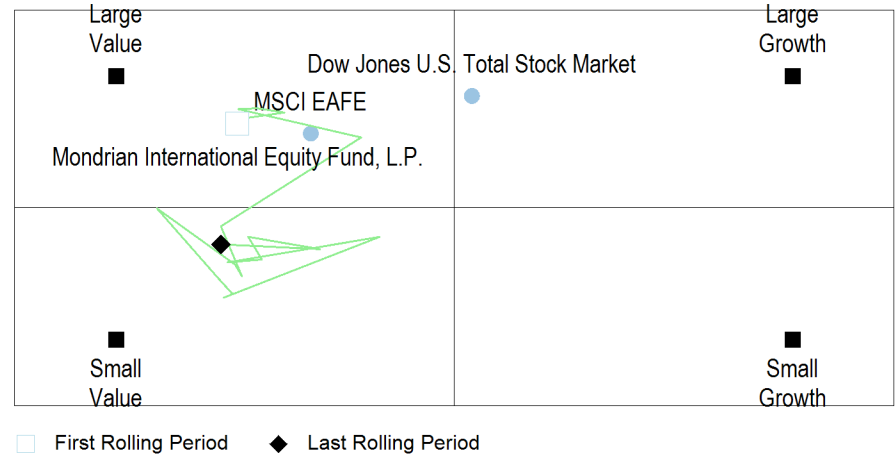 Large
Value
Large
Growth
Dow Jones U.S. Total Stock Market
MSCI EAFE
Mondrian International Equity Fund, L.P.
Small
Value
Small
Growth
First Rolling Period
Last Rolling Period